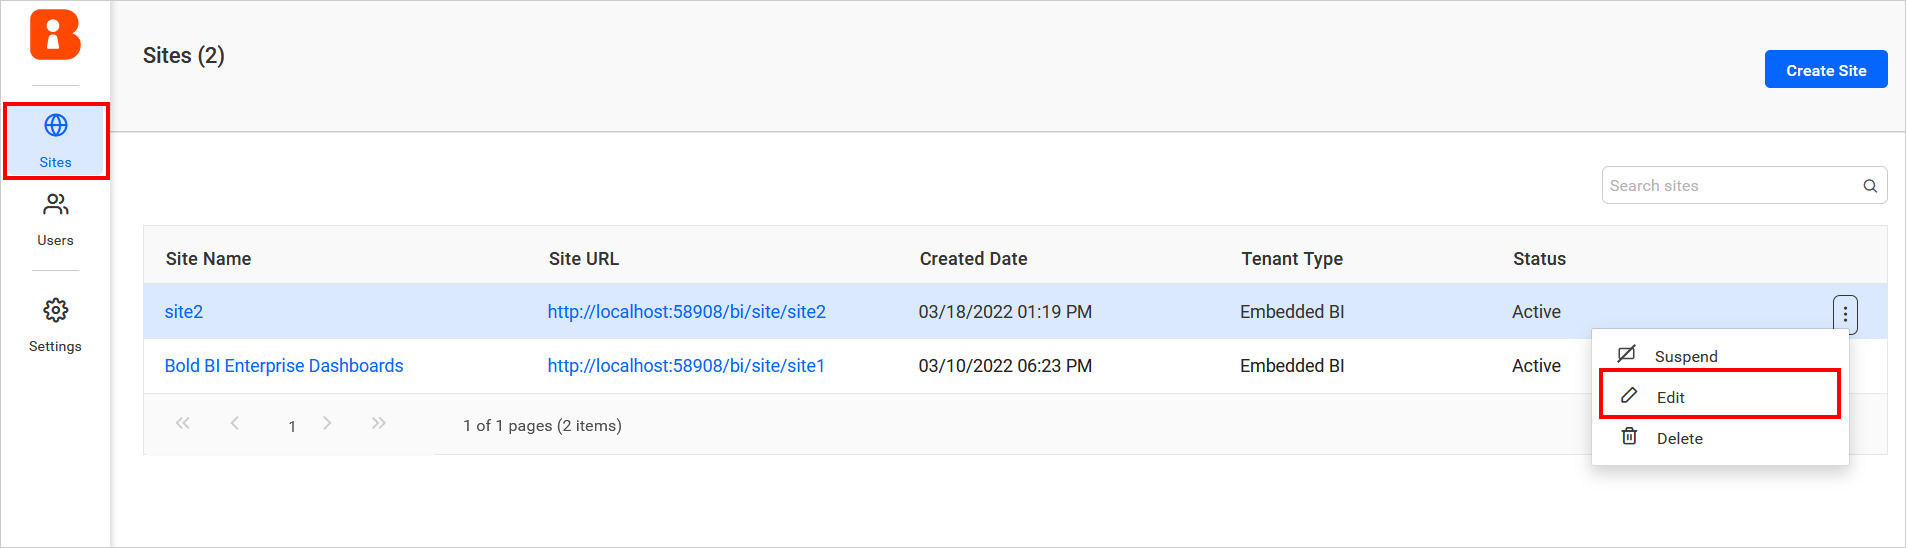 Sites (2)
Create Site
Sites
Users
Settings
Search sites
Site Name Site URL Created Date Tenant Type Status
site2 http://localhost:58908/bi/site/site2 03/18/2022 01:19 PM Embedded BI Active
Bold BI Enterprise Dashboards http://localhost:58908/bi/site/site1 03/10/2022 06:23 PM Embedded BI Active
1 1 of 1 pages (2 items)
Suspend
Edit
Delete